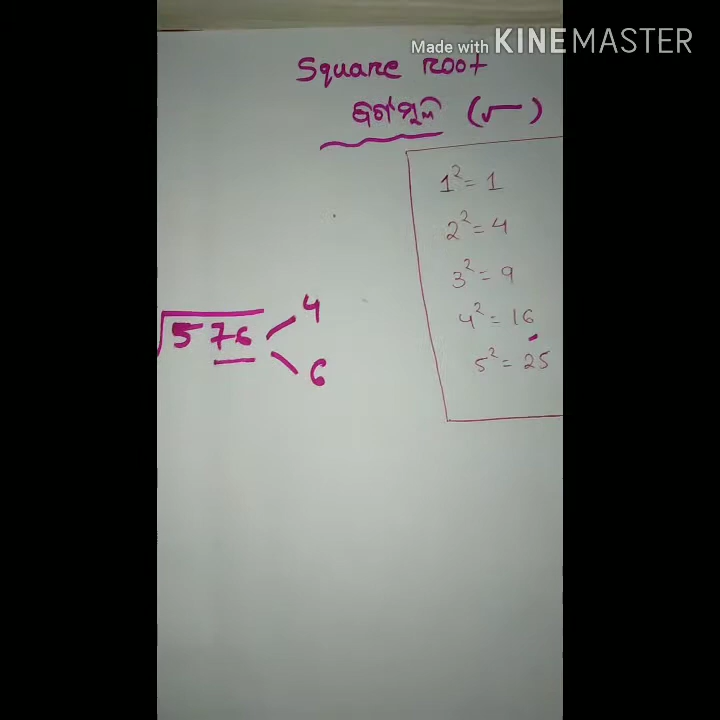 Made with KINEMASTER
Square Root
ବର୍ଗମୂଳ (√)
1² = 1
2² = 4
3² = 9
4² = 16
5² = 25
√576
4
6